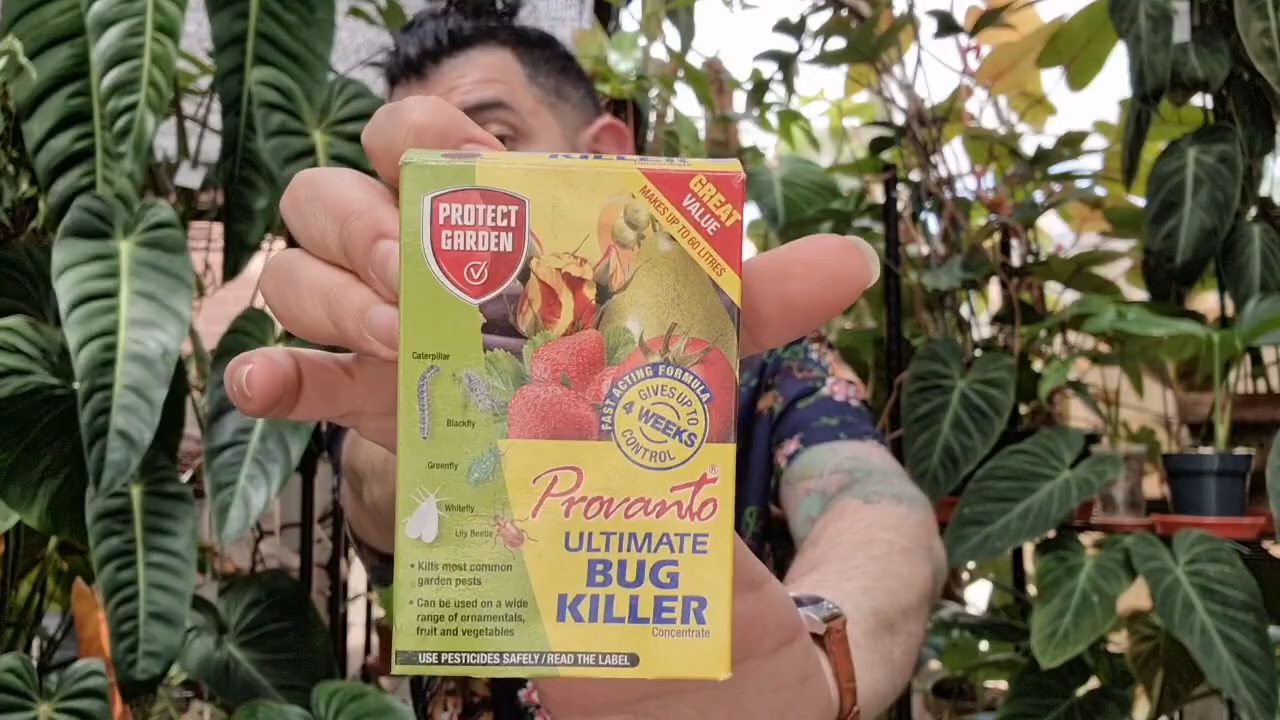 KILLER
Concentrate
PROTECT
GARDEN
GREAT
VALUE
MAKES UP TO 60 LITRES
Caterpillar
Blackfly
Greenfly
Whitefly
Lily Beetle
FAST ACTING FORMULA
GIVES UP TO
4 WEEKS
CONTROL
Provanto®
ULTIMATE
BUG
KILLER
Concentrate
• Kills most common
garden pests
• Can be used on a wide
range of ornamentals,
fruit and vegetables
USE PESTICIDES SAFELY / READ THE LABEL